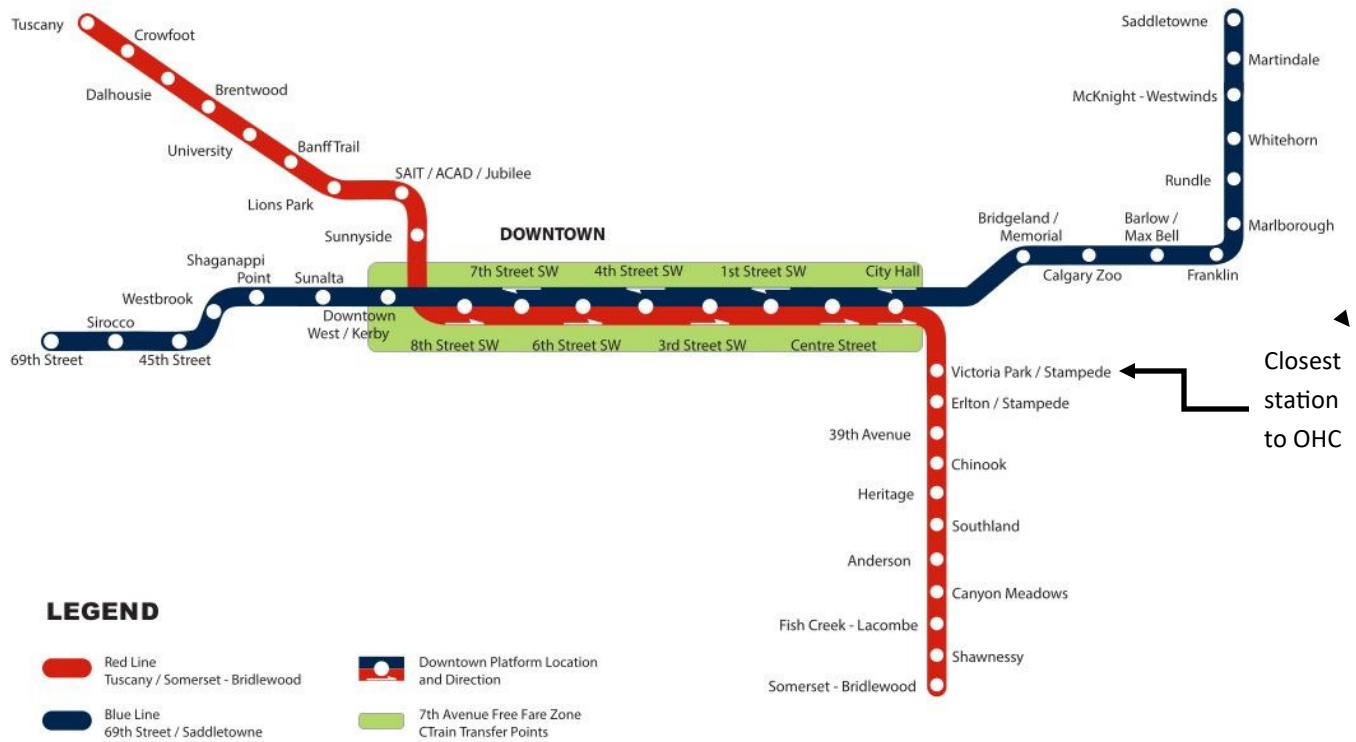 Tuscany
Crowfoot
Dalhousie
Brentwood
University
Banff Trail
Lions Park
SAIT / ACAD / Jubilee
Sunnyside
DOWNTOWN
Saddletowne
Martindale
McKnight - Westwinds
Whitehorn
Rundle
Marlborough
Bridgeland /
Memorial
Barlow /
Max Bell
Calgary Zoo
Franklin
Shaganappi
Point
Sunalta
Westbrook
Sirocco
69th Street
45th Street
Downtown
West / Kerby
7th Street SW
4th Street SW
1st Street SW
City Hall
8th Street SW
6th Street SW
3rd Street SW
Centre Street
Victoria Park / Stampede
Closest
station
to OHC
Erlton / Stampede
39th Avenue
Chinook
Heritage
Southland
Anderson
Canyon Meadows
Fish Creek - Lacombe
Shawnessy
Somerset - Bridlewood
LEGEND
Red Line
Tuscany / Somerset - Bridlewood
Blue Line
69th Street / Saddletowne
Downtown Platform Location
and Direction
7th Avenue Free Fare Zone
CTrain Transfer Points